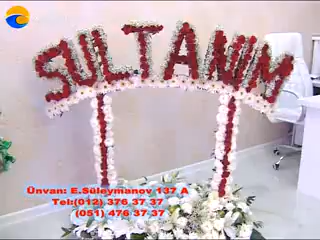 SULTANIM
Ünvan: E.Süleymanov 137 A
Tel:(012) 376 37 37
(051) 476 37 37